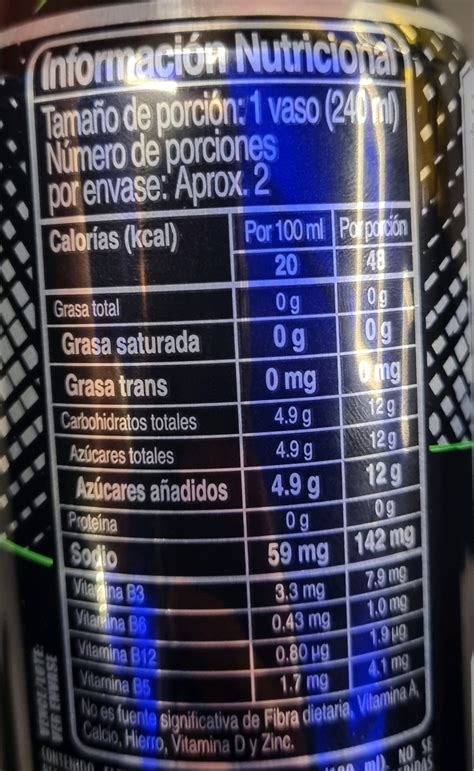 Información Nutricional
Tamaño de porción: 1 vaso (240 ml)
Número de porciones
por envase: Aprox. 2
Calorías (kcal) Por 100 ml Por porción
20 48
Grasa total 0 g 0 g
Grasa saturada 0 g 0 g
Grasa trans 0 mg 0 mg
Carbohidratos totales 4.9 g 12 g
Azúcares totales 4.9 g 12 g
Azúcares añadidos 4.9 g 12 g
Proteína 0 g 0 g
Sodio 59 mg 142 mg
Vitamina B3 3.3 mg 7.9 mg
Vitamina B6 0.43 mg 1.0 mg
Vitamina B12 0.80 µg 1.9 µg
Vitamina B5 1.7 mg 4.1 mg
No es fuente significativa de Fibra dietaria, Vitamina A,
Calcio, Hierro, Vitamina D y Zinc.
VER ENVASE
CONTENIDO
NO SE